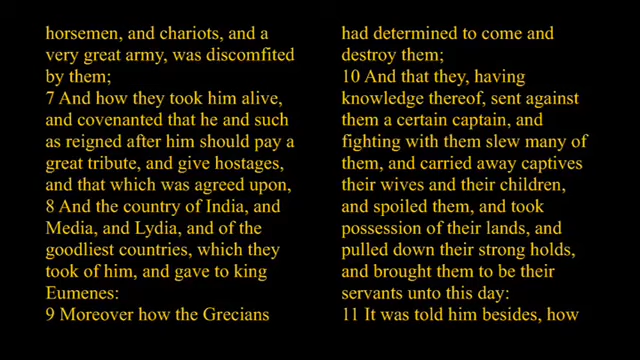 horsemen, and chariots, and a
very great army, was discomfited
by them;
7 And how they took him alive,
and covenanted that he and such
as reigned after him should pay a
great tribute, and give hostages,
and that which was agreed upon,
8 And the country of India, and
Media, and Lydia, and of the
goodliest countries, which they
took of him, and gave to king
Eumenes:
9 Moreover how the Grecians
had determined to come and
destroy them;
10 And that they, having
knowledge thereof, sent against
them a certain captain, and
fighting with them slew many of
them, and carried away captives
their wives and their children,
and spoiled them, and took
possession of their lands, and
pulled down their strong holds,
and brought them to be their
servants unto this day:
11 It was told him besides, how